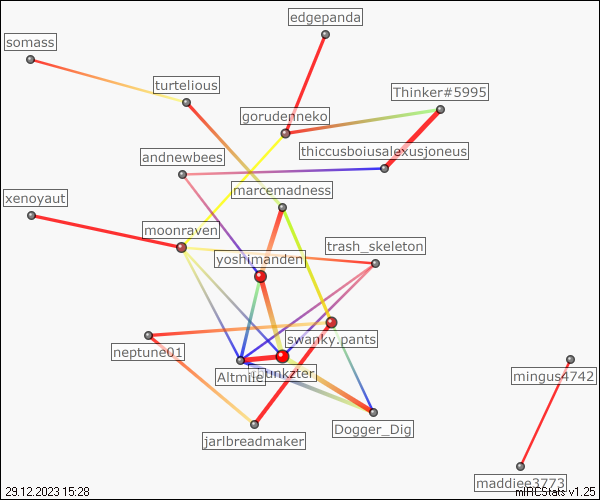 edgepanda
somass
turtelious
Thinker#5995
gorudenneko
thiccusboiusalexusjoneus
andnewbees
marcemadness
xenoyaut
moonraven
trash_skeleton
yoshimanden
swanky.pants
neptune01
Altmile
mingus4742
Dogger_Dig
jarlbreadmaker
maddiee3773
29.12.2023 15:28
mIRCStats v1.25